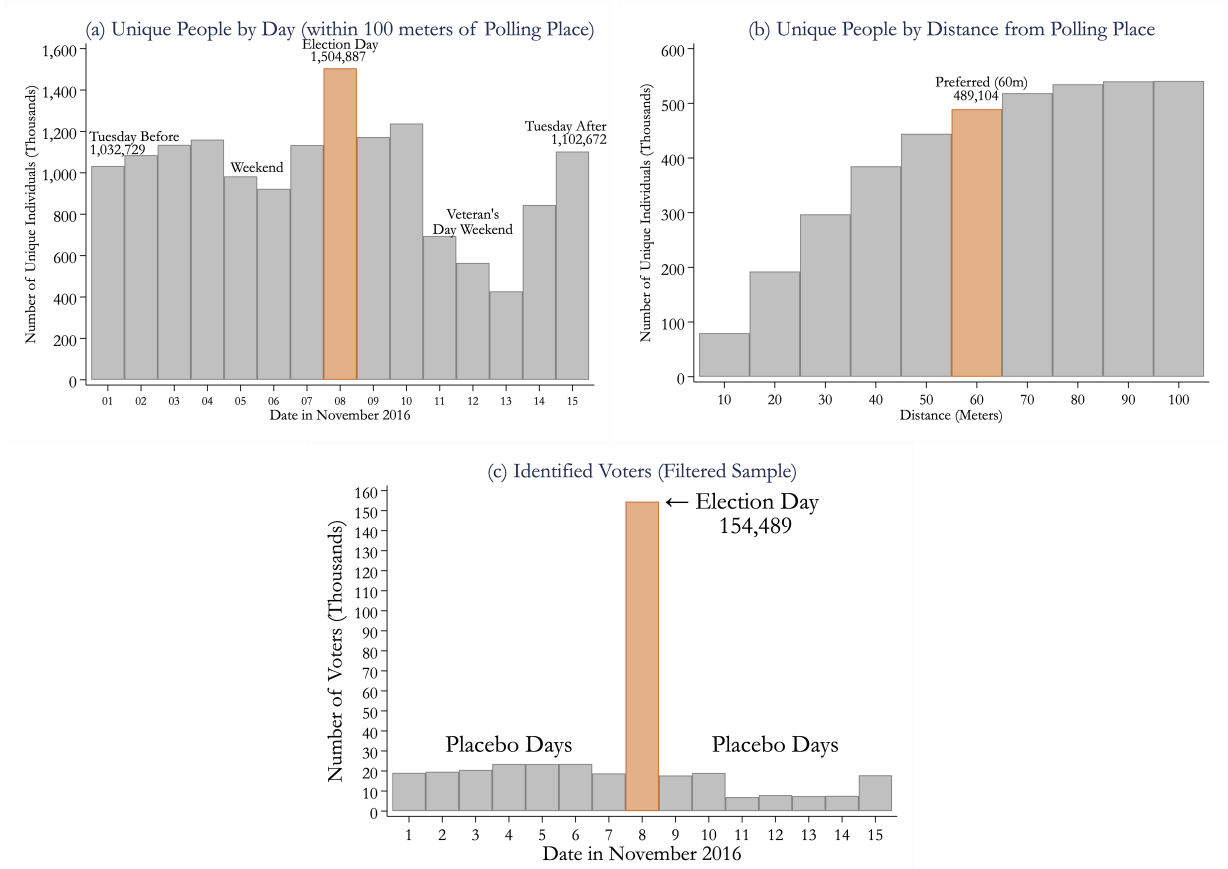 (a) Unique People by Day (within 100 meters of Polling Place)
Number of Unique Individuals (Thousands)
1,600
1,400
1,200
1,000
800
600
400
200
0
Election Day
1,504,887
Tuesday Before
1,032,729
Weekend
Veteran's
Day Weekend
Tuesday After
1,102,672
01 02 03 04 05 06 07 08 09 10 11 12 13 14 15
Date in November 2016
(b) Unique People by Distance from Polling Place
Number of Unique Individuals (Thousands)
600
500
400
300
200
100
0
Preferred (60m)
489,104
10 20 30 40 50 60 70 80 90 100
Distance (Meters)
(c) Identified Voters (Filtered Sample)
Number of Voters (Thousands)
160
150
140
130
120
110
100
90
80
70
60
50
40
30
20
10
0
← Election Day
154,489
Placebo Days
Placebo Days
1 2 3 4 5 6 7 8 9 10 11 12 13 14 15
Date in November 2016